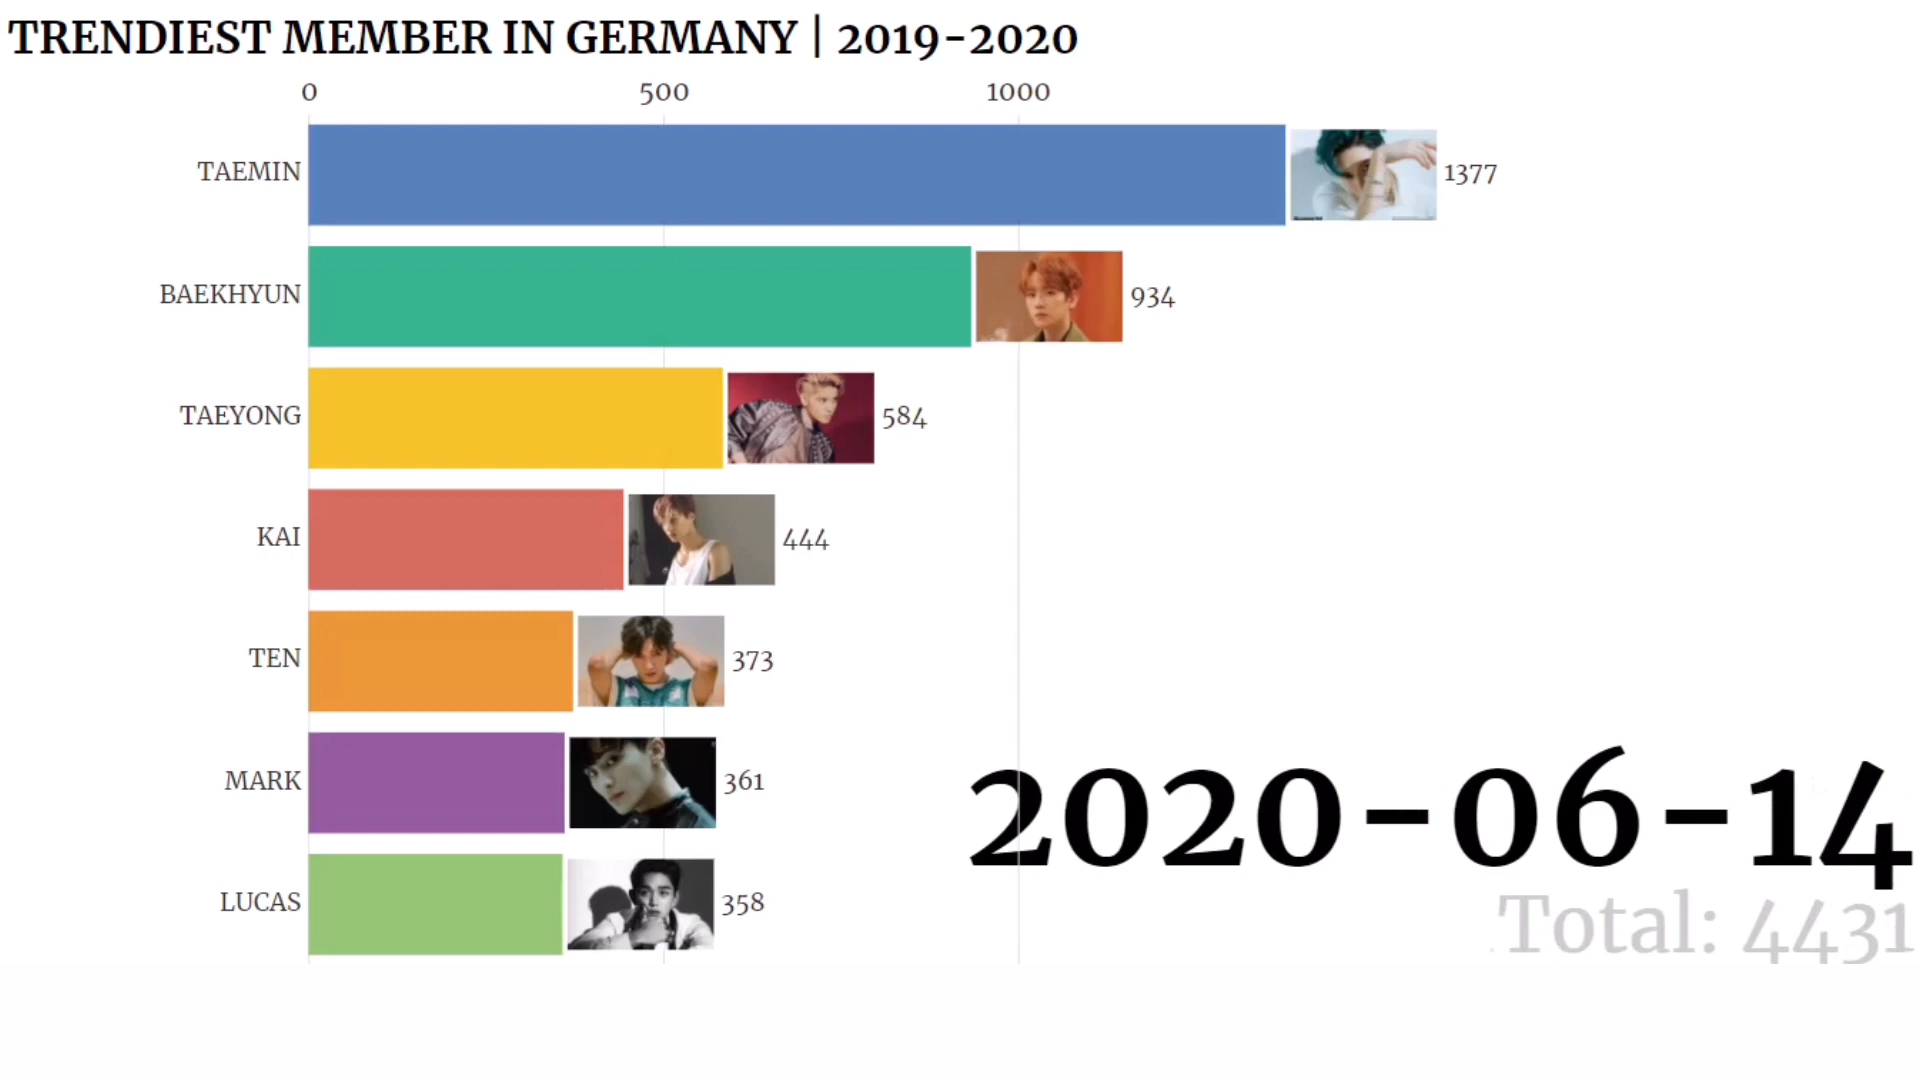 TRENDIEST MEMBER IN GERMANY | 2019-2020
0 500 1000
TAEMIN 1377
BAEKHYUN 934
TAEYONG 584
KAI 444
TEN 373
MARK 361
LUCAS 358
2020-06-14
Total: 4431